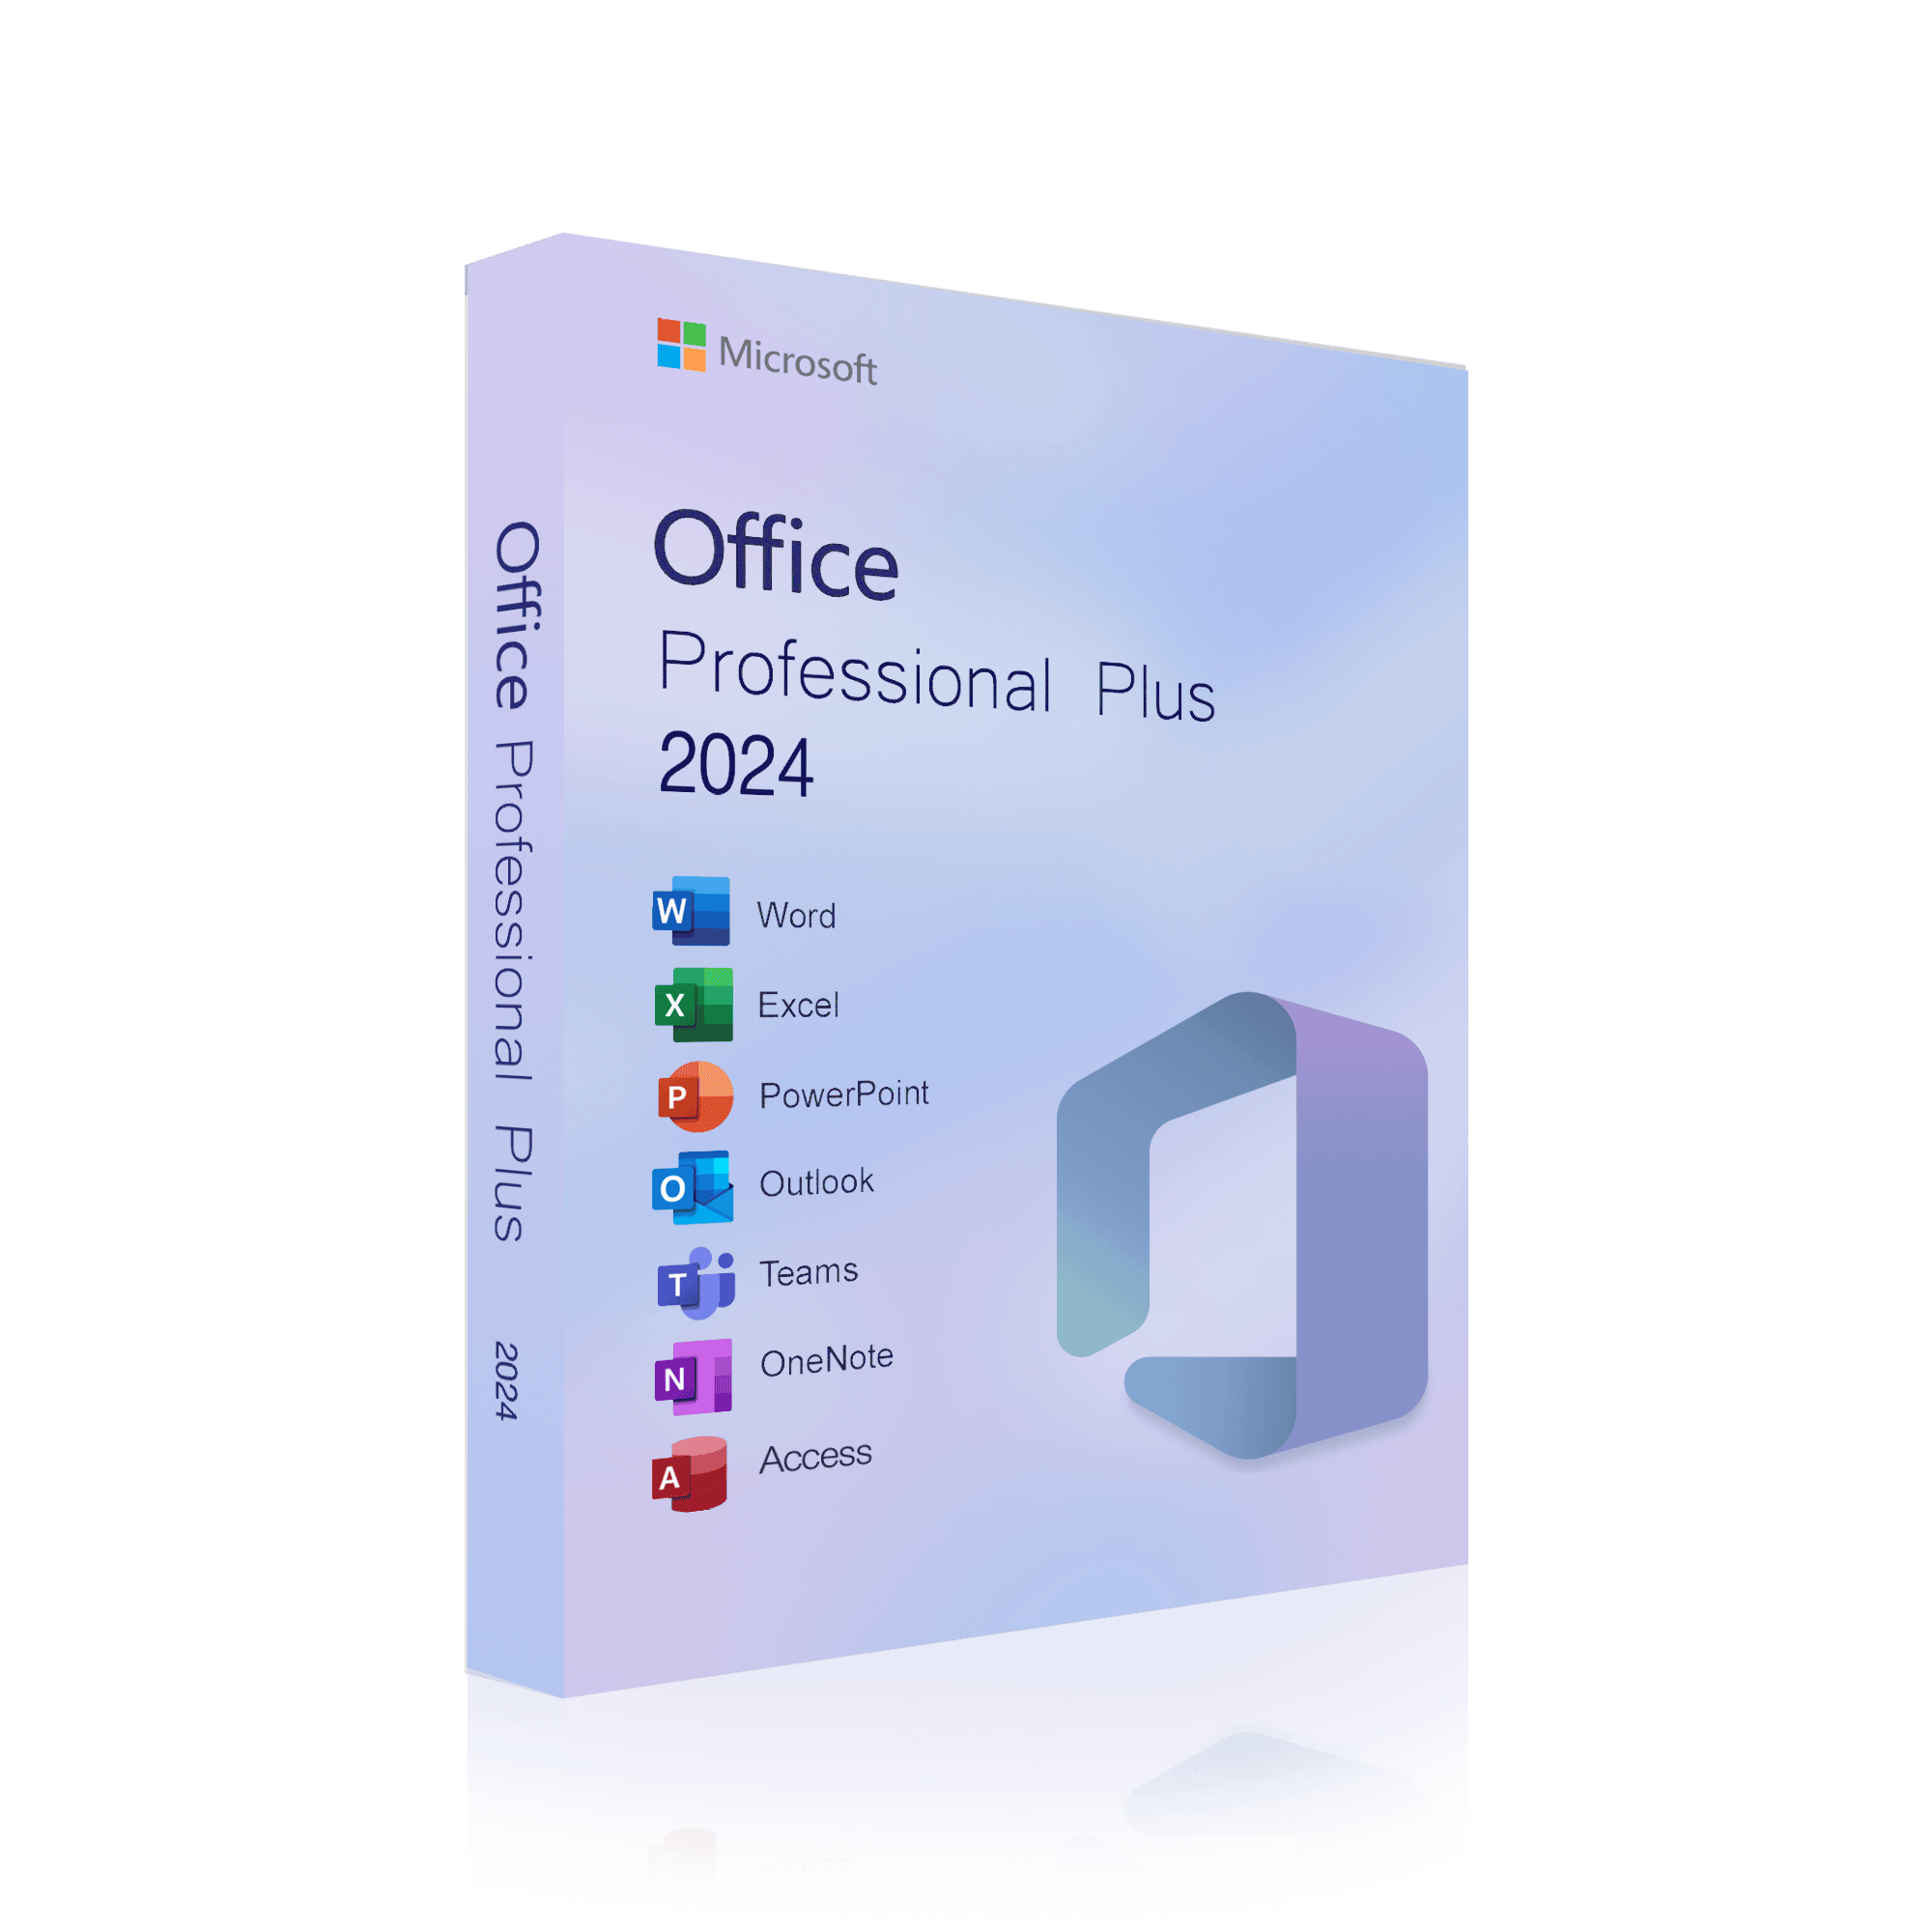 Microsoft
Office
Professional Plus
2024
W Word
X Excel
P PowerPoint
O Outlook
T Teams
N OneNote
A Access
Office Professional Plus 2024